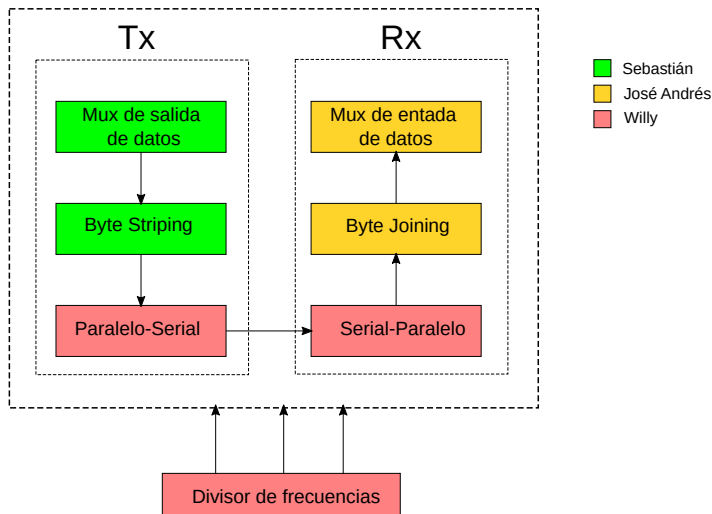 Tx
Rx
Mux de salida
de datos
Mux de entada
de datos
Byte Striping
Byte Joining
Paralelo-Serial
Serial-Paralelo
Divisor de frecuencias
Sebastián
José Andrés
Willy